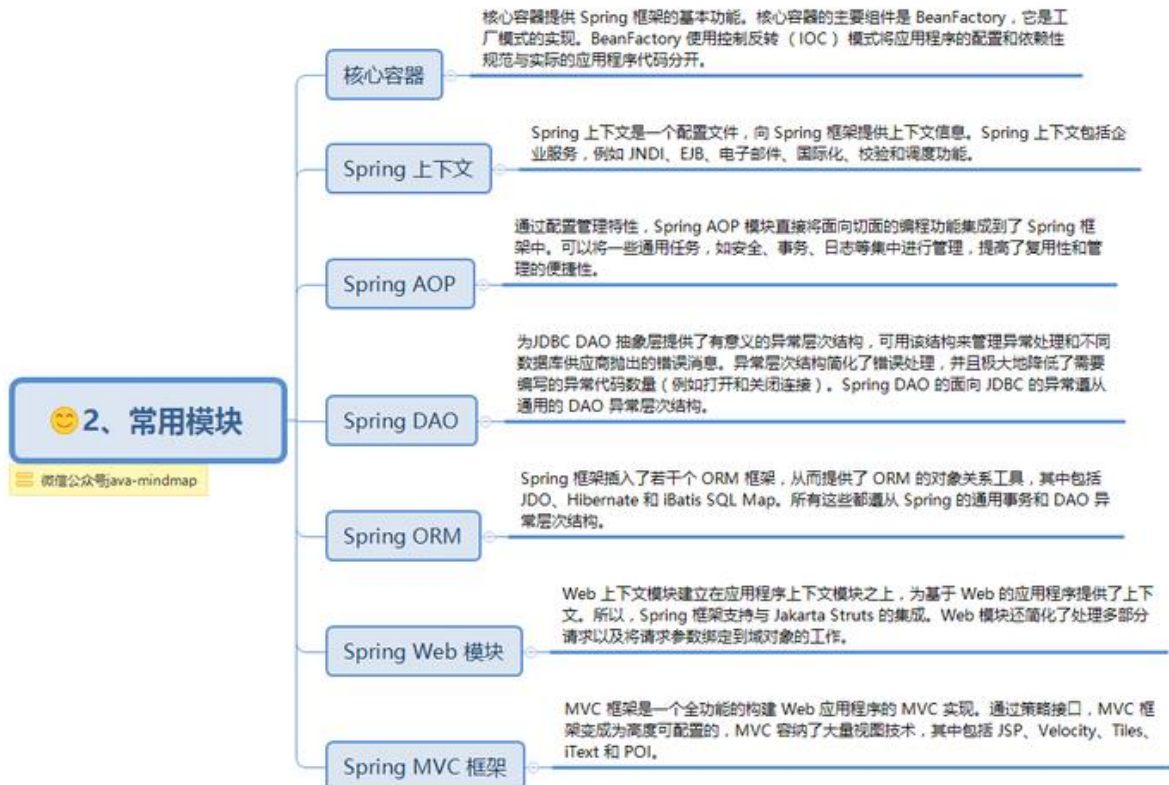 核心容器提供 Spring 框架的基本功能。核心容器的主要组件是 BeanFactory，它是工
厂模式的实现。BeanFactory 使用控制反转 （IOC） 模式将应用程序的配置和依赖性
规范与实际的应用程序代码分开。
核心容器
Spring 上下文是一个配置文件，向 Spring 框架提供上下文信息。Spring 上下文包括企
业服务，例如 JNDI、EJB、电子邮件、国际化、校验和调度功能。
Spring 上下文
通过配置管理特性，Spring AOP 模块直接将面向切面的编程功能集成到了 Spring 框
架中。可以将一些通用任务，如安全、事务、日志等集中进行管理，提高了复用性和管
理的便捷性。
Spring AOP
为JDBC DAO 抽象层提供了有意义的异常层次结构，可用该结构来管理异常处理和不同
数据库供应商抛出的错误消息。异常层次结构简化了错误处理，并且极大地降低了需要
编写的异常代码数量（例如打开和关闭连接）。Spring DAO 的面向 JDBC 的异常遵从
通用的 DAO 异常层次结构。
Spring DAO
😊2、常用模块
微信公众号java-mindmap
Spring 框架插入了若干个 ORM 框架，从而提供了 ORM 的对象关系工具，其中包括
JDO、Hibernate 和 iBatis SQL Map。所有这些都遵从 Spring 的通用事务和 DAO 异
常层次结构。
Spring ORM
Web 上下文模块建立在应用程序上下文模块之上，为基于 Web 的应用程序提供了上下
文。所以，Spring 框架支持与 Jakarta Struts 的集成。Web 模块还简化了处理多部分
请求以及将请求参数绑定到域对象的工作。
Spring Web 模块
MVC 框架是一个全功能的构建 Web 应用程序的 MVC 实现。通过策略接口，MVC 框
架变成为高度可配置的，MVC 容纳了大量视图技术，其中包括 JSP、Velocity、Tiles、
iText 和 POI。
Spring MVC 框架